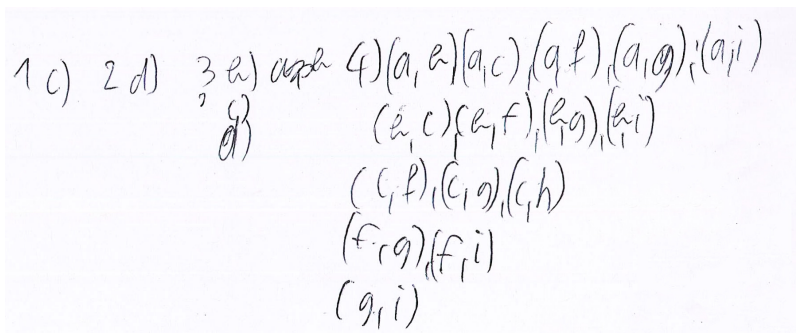 1 c) 2 d) 3 b) 4)(a,b)(a,c),(a,f),(a,g),(a,i)
c) (b,c)(b,f),(b,g),(b,i)
d)
(c,f),(c,g),(c,h)
(f,g),(f,i)
(g,i)